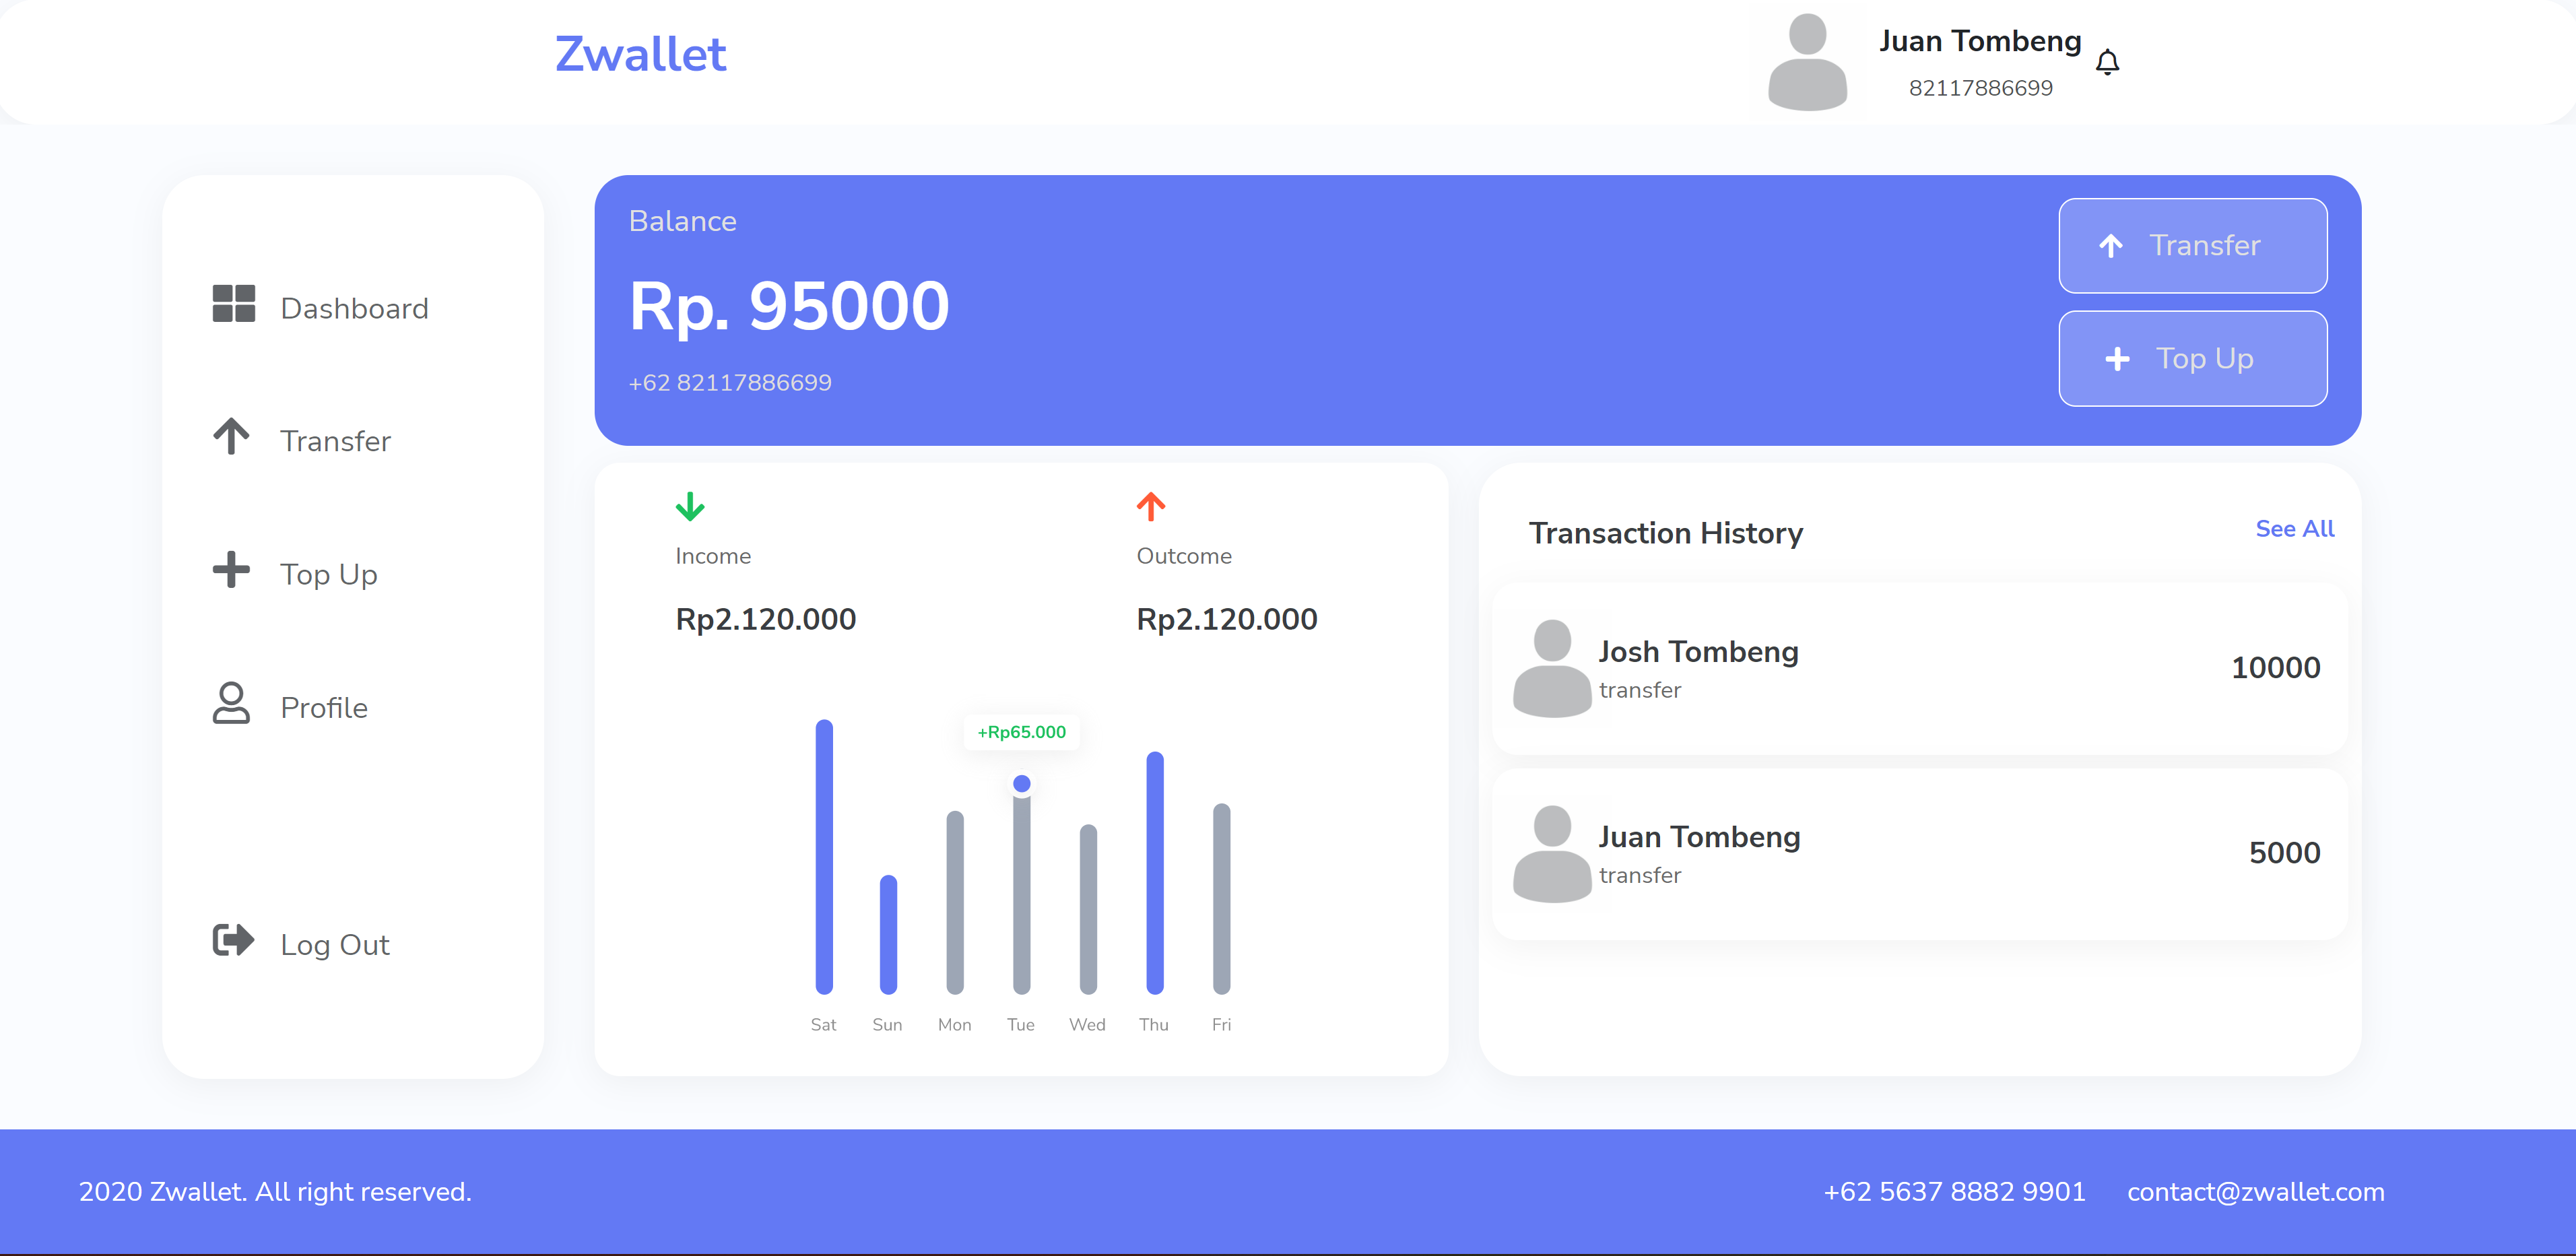 Zwallet
Juan Tombeng
82117886699
Dashboard
Transfer
Top Up
Profile
Log Out
Balance
Rp. 95000
+62 82117886699
Transfer
Top Up
Income
Rp2.120.000
Outcome
Rp2.120.000
+Rp65.000
Sat Sun Mon Tue Wed Thu Fri
Transaction History
See All
Josh Tombeng
transfer
10000
Juan Tombeng
transfer
5000
2020 Zwallet. All right reserved.
+62 5637 8882 9901
contact@zwallet.com